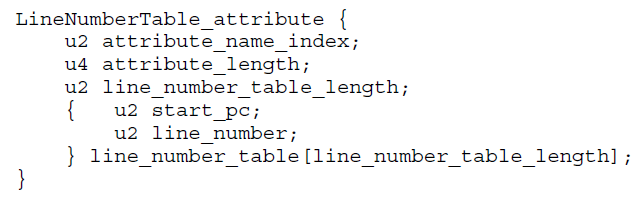 LineNumberTable_attribute {
    u2 attribute_name_index;
    u4 attribute_length;
    u2 line_number_table_length;
    {   u2 start_pc;
        u2 line_number;
    } line_number_table[line_number_table_length];
}